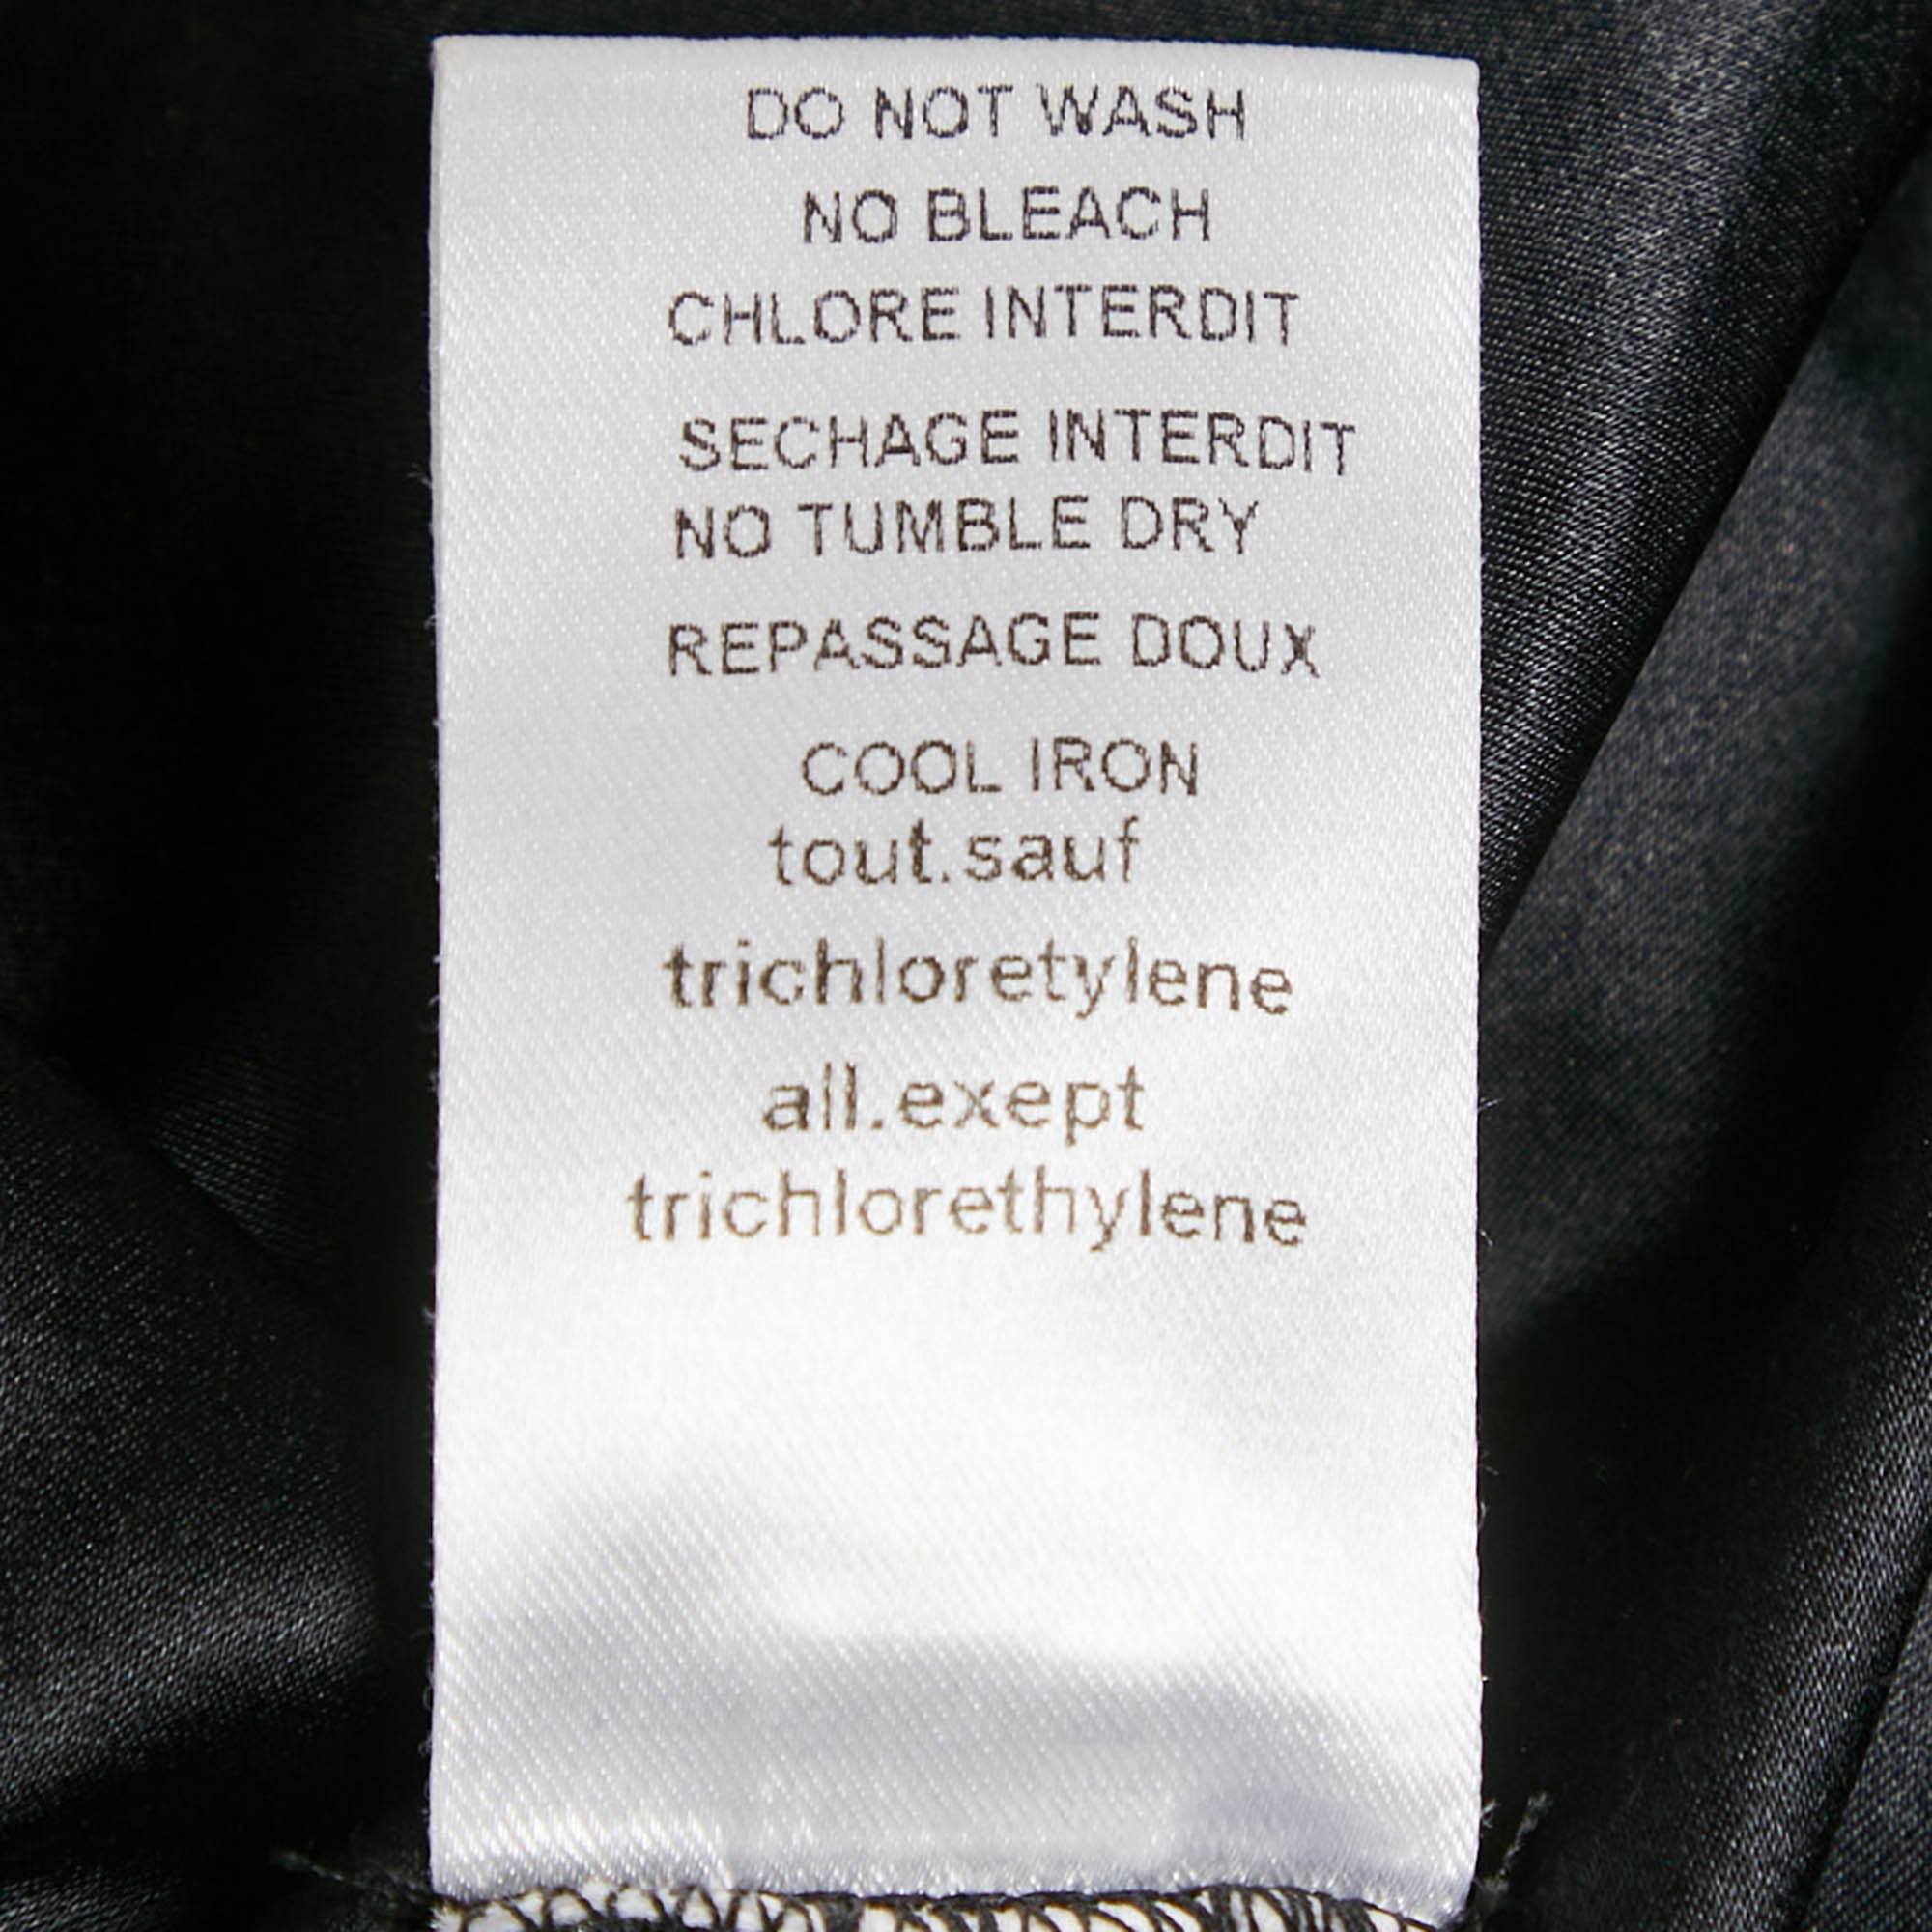 DO NOT WASH
NO BLEACH
CHLORE INTERDIT
SECHAGE INTERDIT
NO TUMBLE DRY
REPASSAGE DOUX
COOL IRON
tout.sauf
trichloretylene
all.exept
trichlorethylene